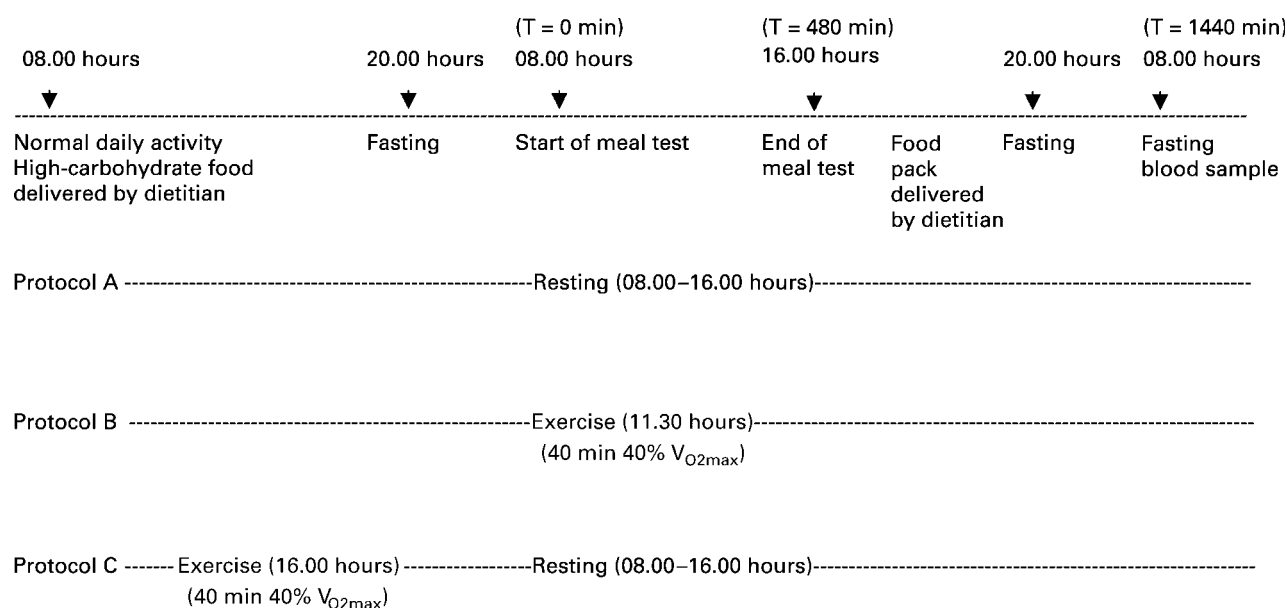 (T = 0 min) (T = 480 min) (T = 1440 min)
08.00 hours 20.00 hours 08.00 hours 16.00 hours 20.00 hours 08.00 hours
Normal daily activity Fasting Start of meal test End of Food Fasting Fasting
High-carbohydrate food meal test pack blood sample
delivered by dietitian delivered
by dietitian
Protocol A Resting (08.00–16.00 hours)
Protocol B Exercise (11.30 hours)
(40 min 40% VO2max)
Protocol C Exercise (16.00 hours) Resting (08.00–16.00 hours)
(40 min 40% VO2max)